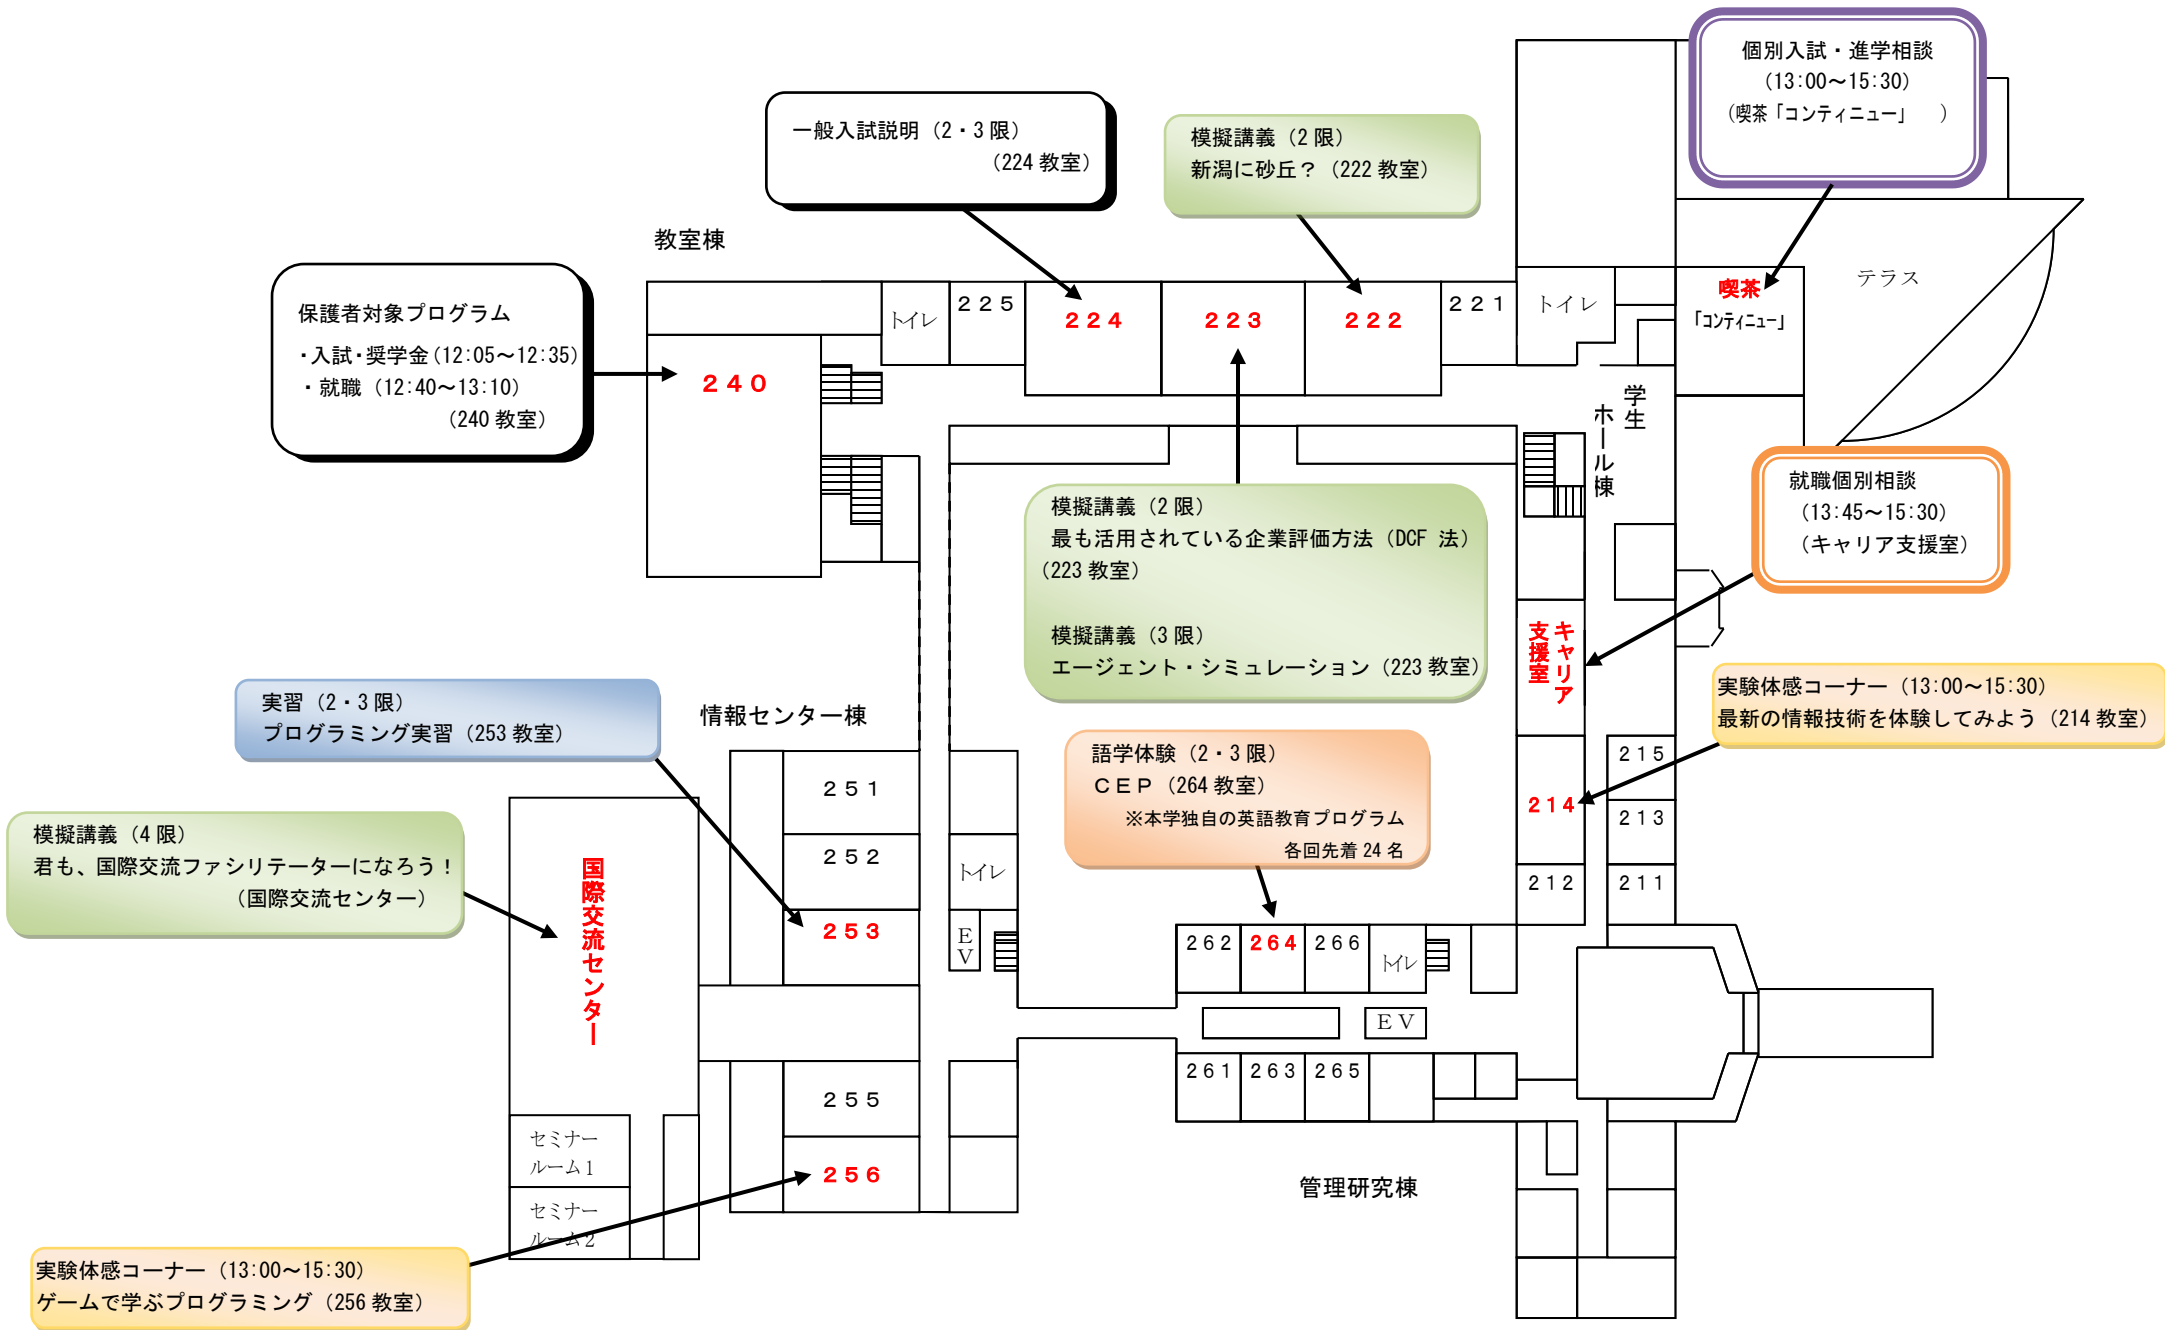 個別入試・進学相談
(13:00～15:30)
(喫茶「コンティニュー」　)
一般入試説明（2・3限）
（224教室）
模擬講義（2限）
新潟に砂丘？（222教室）
教室棟
保護者対象プログラム
・入試・奨学金(12:05～12:35)
・就職（12:40～13:10）
（240教室）
トイレ
２２５
２２４
２２３
２２２
２２１
トイレ
喫茶
「コンティニュー」
テラス
２４０
学生
ホール棟
就職個別相談
（13:45～15:30）
（キャリア支援室）
模擬講義（2限）
最も活用されている企業評価方法（DCF 法）
（223教室）
模擬講義（3限）
エージェント・シミュレーション（223教室）
キャリア
支援室
実習（2・3限）
プログラミング実習（253教室）
情報センター棟
実験体感コーナー（13:00～15:30）
最新の情報技術を体験してみよう（214教室）
語学体験（2・3限）
ＣＥＰ（264教室）
※本学独自の英語教育プログラム
各回先着24名
２１５
２１４
２１３
２１２
２１１
２５１
２５２
２５３
トイレ
ＥＶ
模擬講義（4限）
君も、国際交流ファシリテーターになろう！
（国際交流センター）
国際交流センター
２６２
２６４
２６６
トイレ
ＥＶ
２６１
２６３
２６５
２５５
２５６
セミナー
ルーム1
セミナー
ルーム2
管理研究棟
実験体感コーナー（13:00～15:30）
ゲームで学ぶプログラミング（256教室）